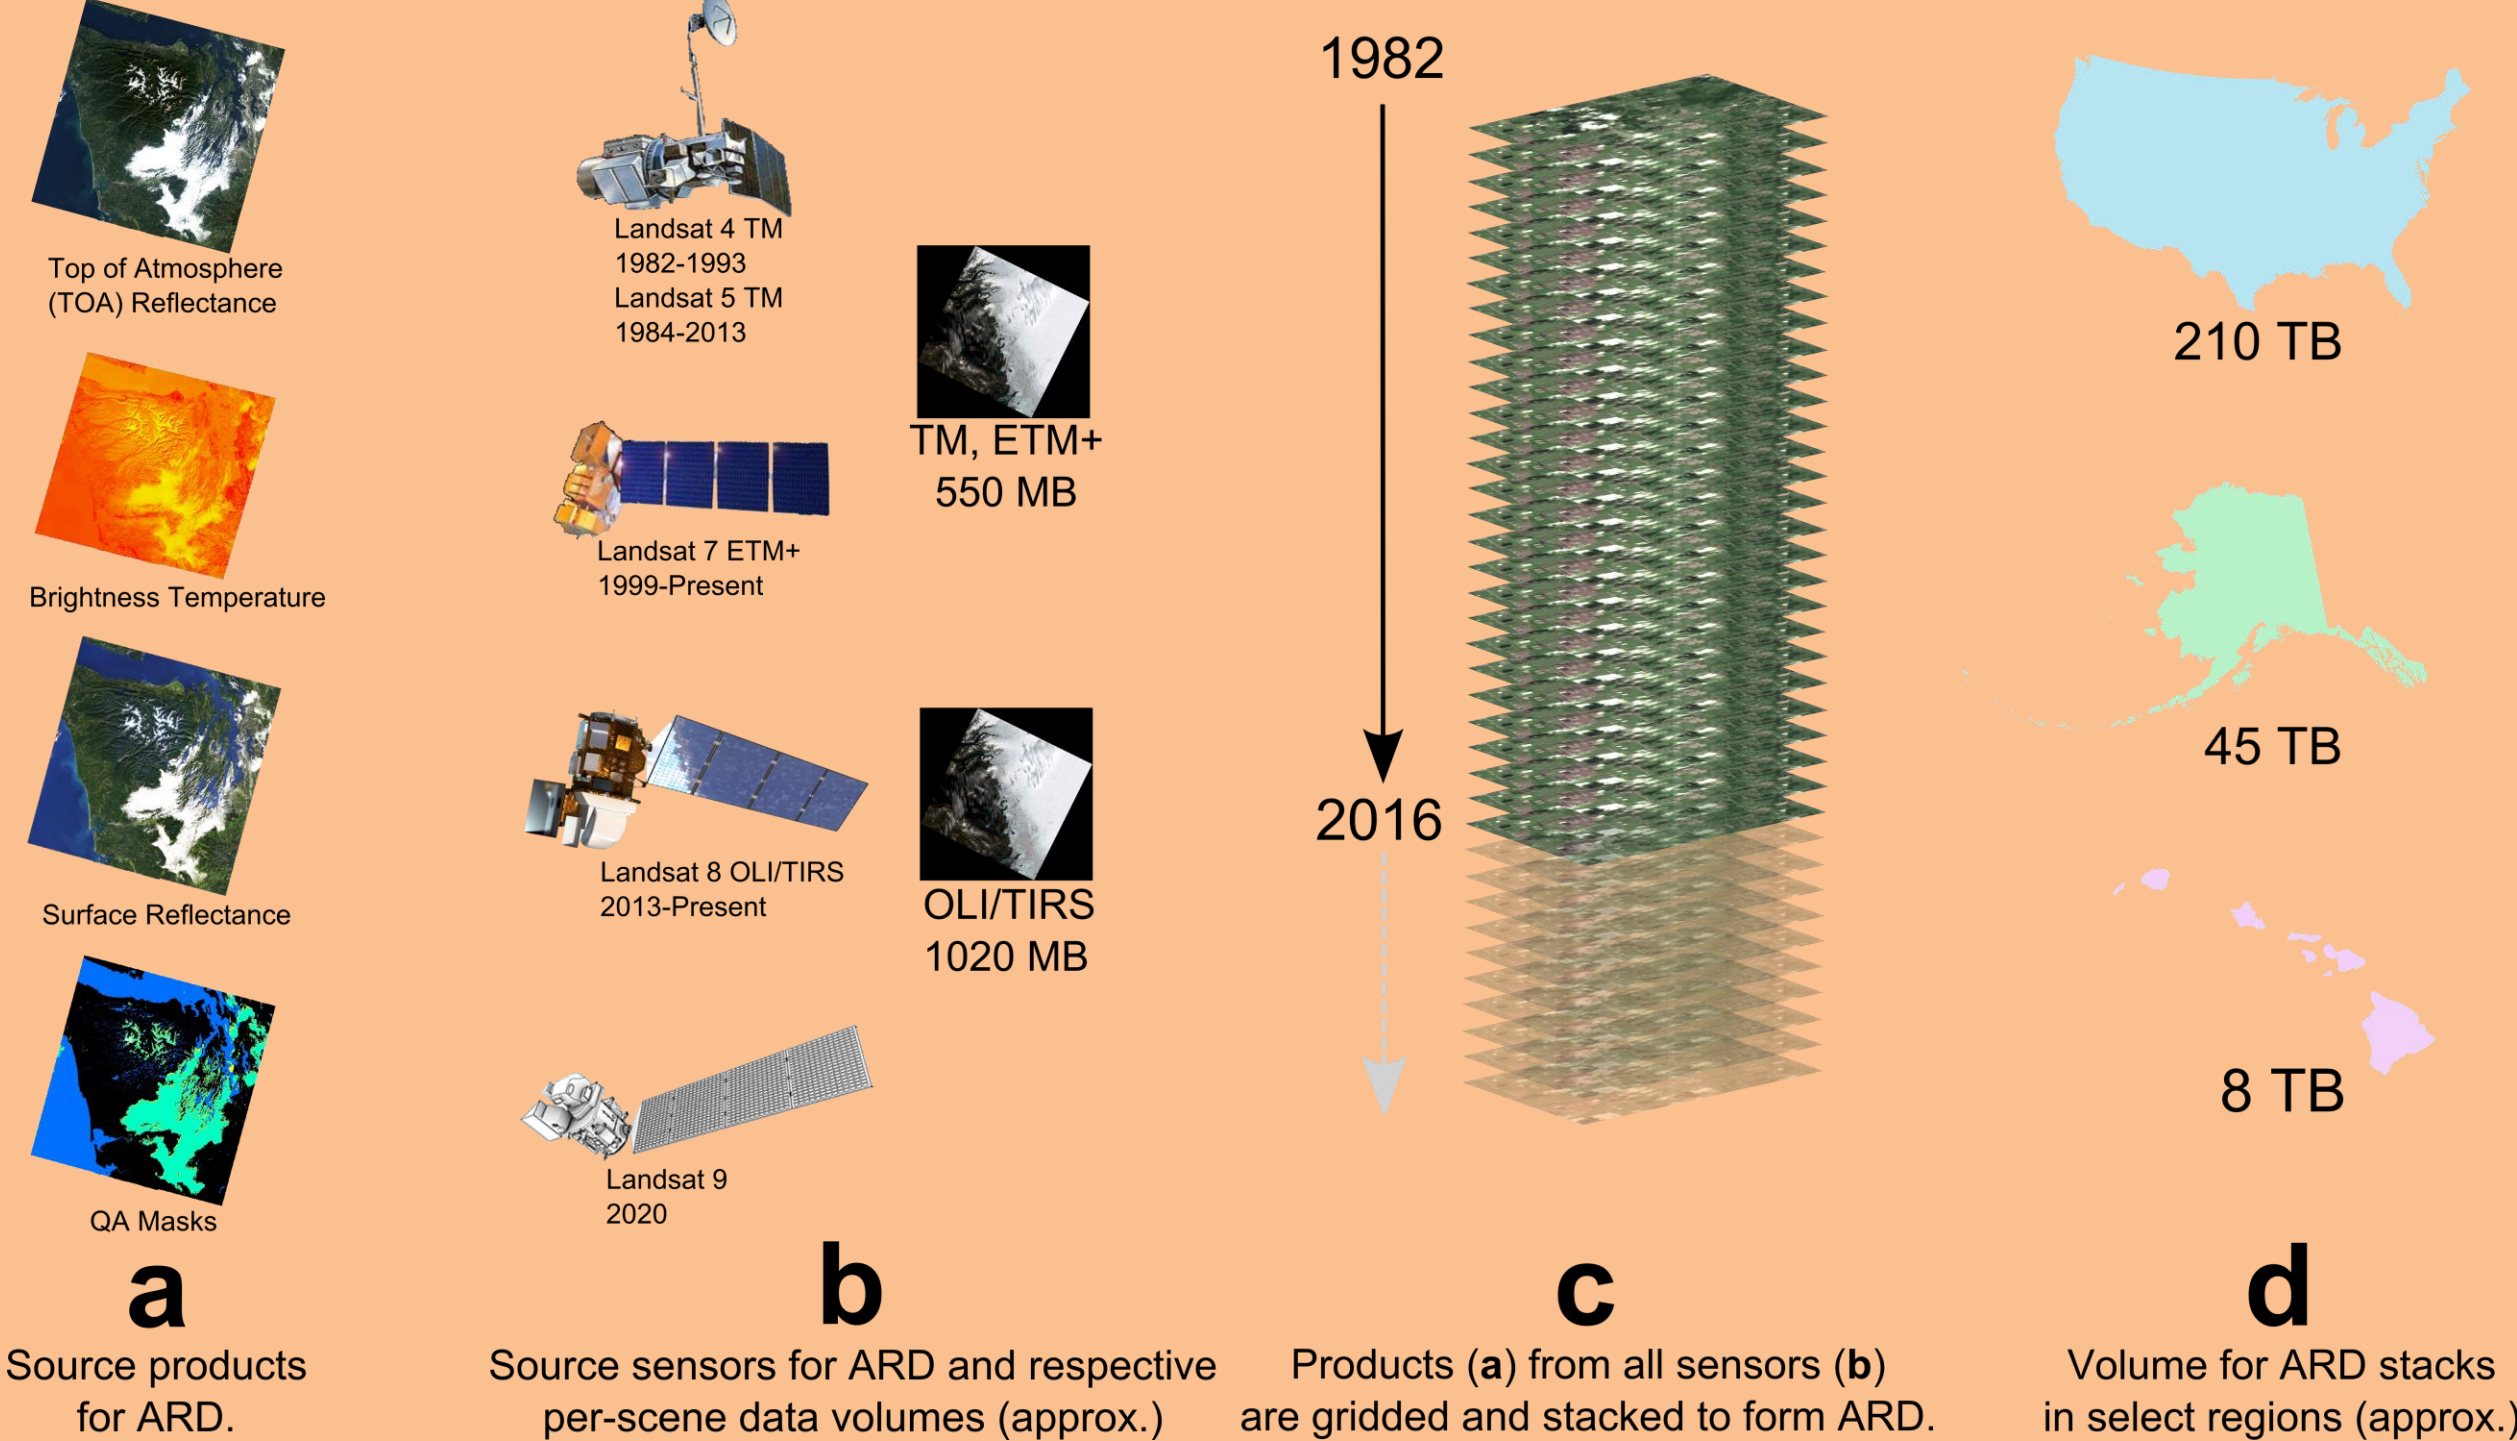 Top of Atmosphere
(TOA) Reflectance
Brightness Temperature
Surface Reflectance
QA Masks
a
Source products
for ARD.
Landsat 4 TM
1982-1993
Landsat 5 TM
1984-2013
Landsat 7 ETM+
1999-Present
Landsat 8 OLI/TIRS
2013-Present
Landsat 9
2020
TM, ETM+
550 MB
OLI/TIRS
1020 MB
b
Source sensors for ARD and respective
per-scene data volumes (approx.)
1982
2016
c
Products (a) from all sensors (b)
are gridded and stacked to form ARD.
210 TB
45 TB
8 TB
d
Volume for ARD stacks
in select regions (approx.)